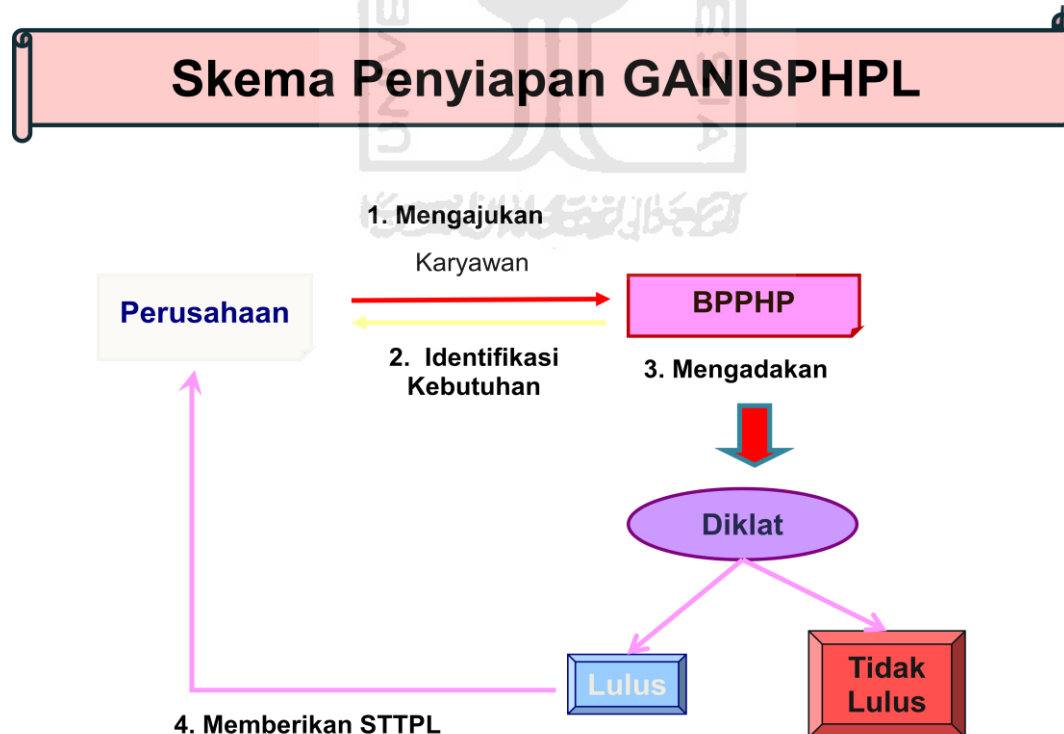 Skema Penyiapan GANISPHPL
1. Mengajukan
Karyawan
Perusahaan
BPPHP
2. Identifikasi
Kebutuhan
3. Mengadakan
Diklat
Lulus
Tidak
Lulus
4. Memberikan STTPL